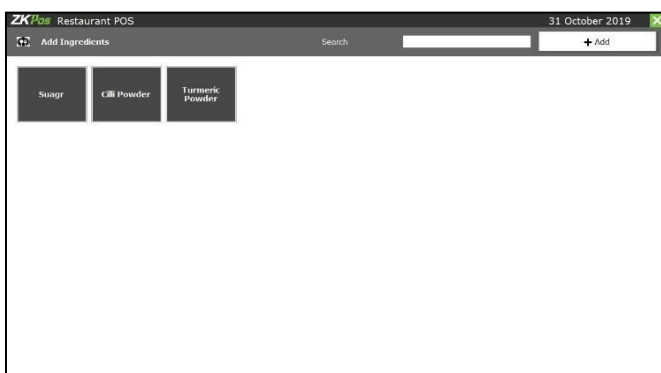 ZKPos Restaurant POS 31 October 2019
Add Ingredients Search + Add
Suagr Cilli Powder Turmeric
Powder